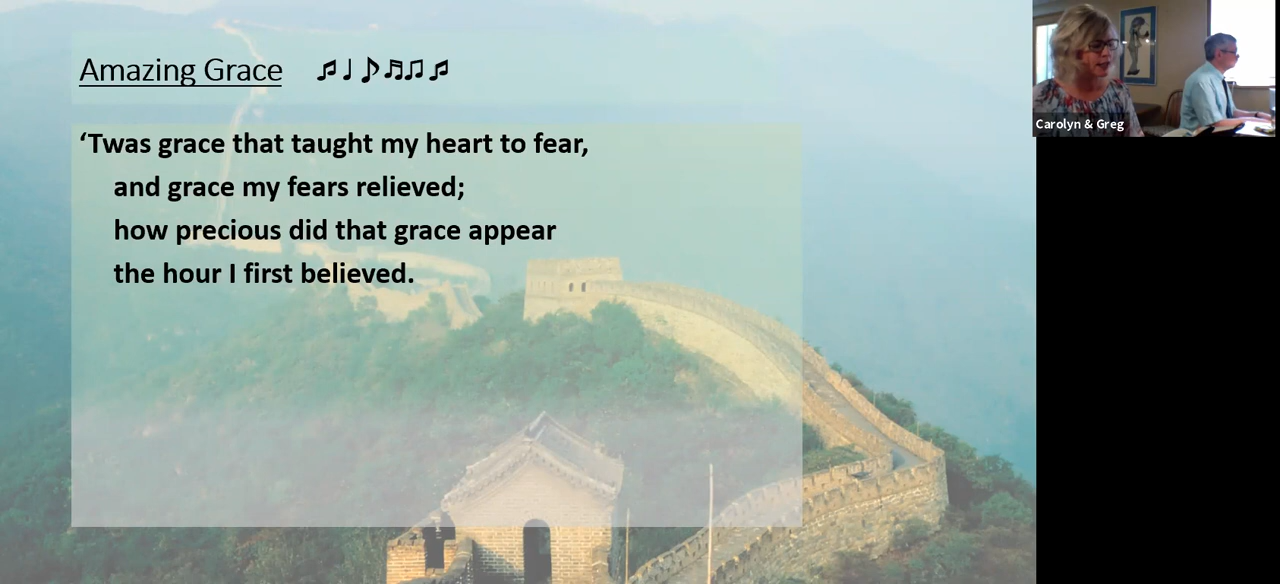 Amazing Grace
‘Twas grace that taught my heart to fear,
and grace my fears relieved;
how precious did that grace appear
the hour I first believed.
Carolyn & Greg